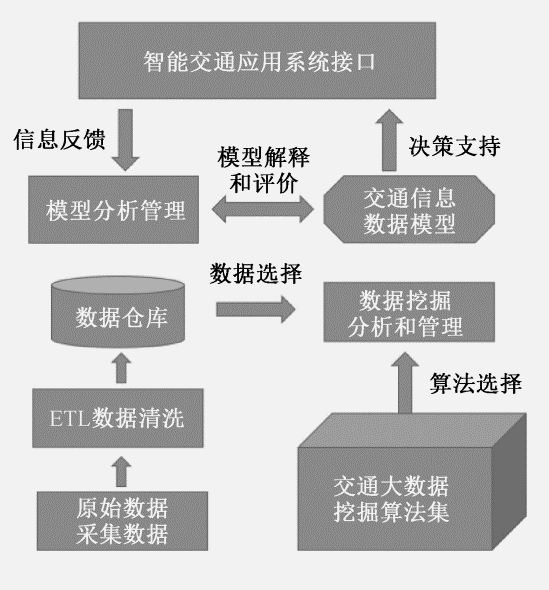 智能交通应用系统接口
信息反馈
决策支持
模型解释
和评价
模型分析管理
交通信息
数据模型
数据选择
数据仓库
数据挖掘
分析和管理
算法选择
ETL数据清洗
交通大数据
挖掘算法集
原始数据
采集数据